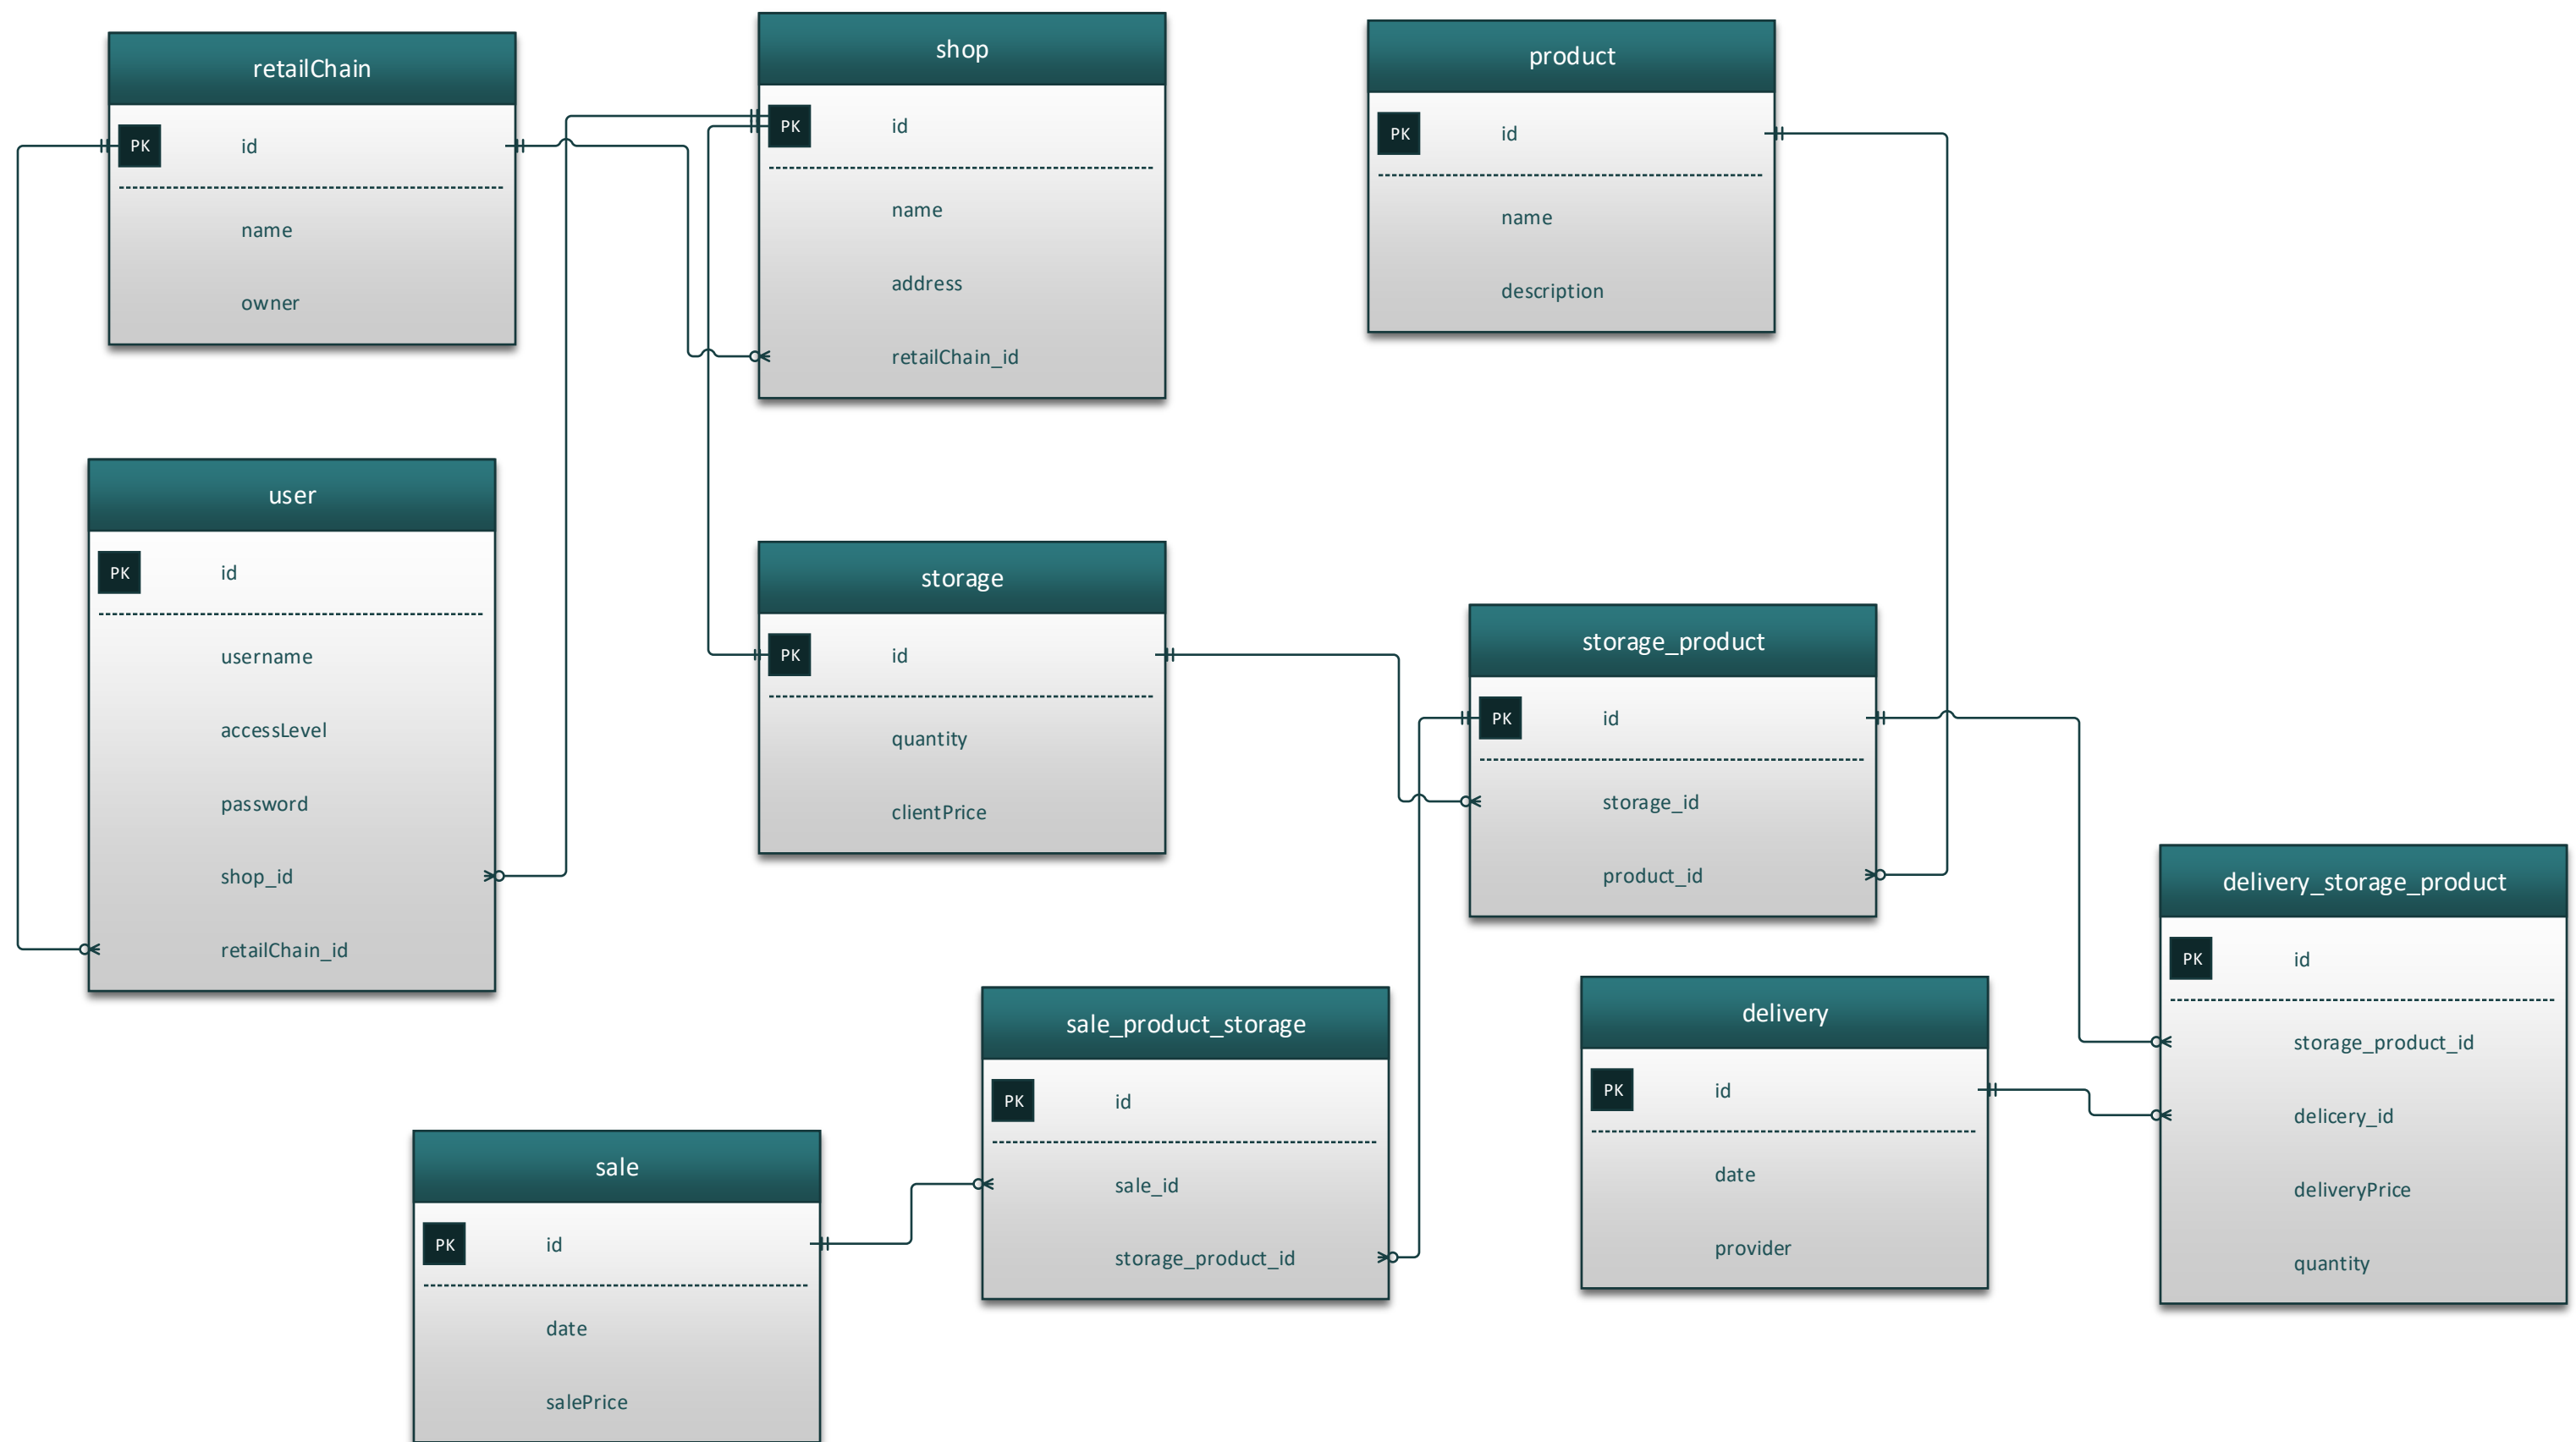 retailChain
PK id
name
owner
shop
PK id
name
address
retailChain_id
product
PK id
name
description
user
PK id
username
accessLevel
password
shop_id
retailChain_id
storage
PK id
quantity
clientPrice
storage_product
PK id
storage_id
product_id
delivery_storage_product
PK id
storage_product_id
delicery_id
deliveryPrice
quantity
sale_product_storage
PK id
sale_id
storage_product_id
delivery
PK id
date
provider
sale
PK id
date
salePrice